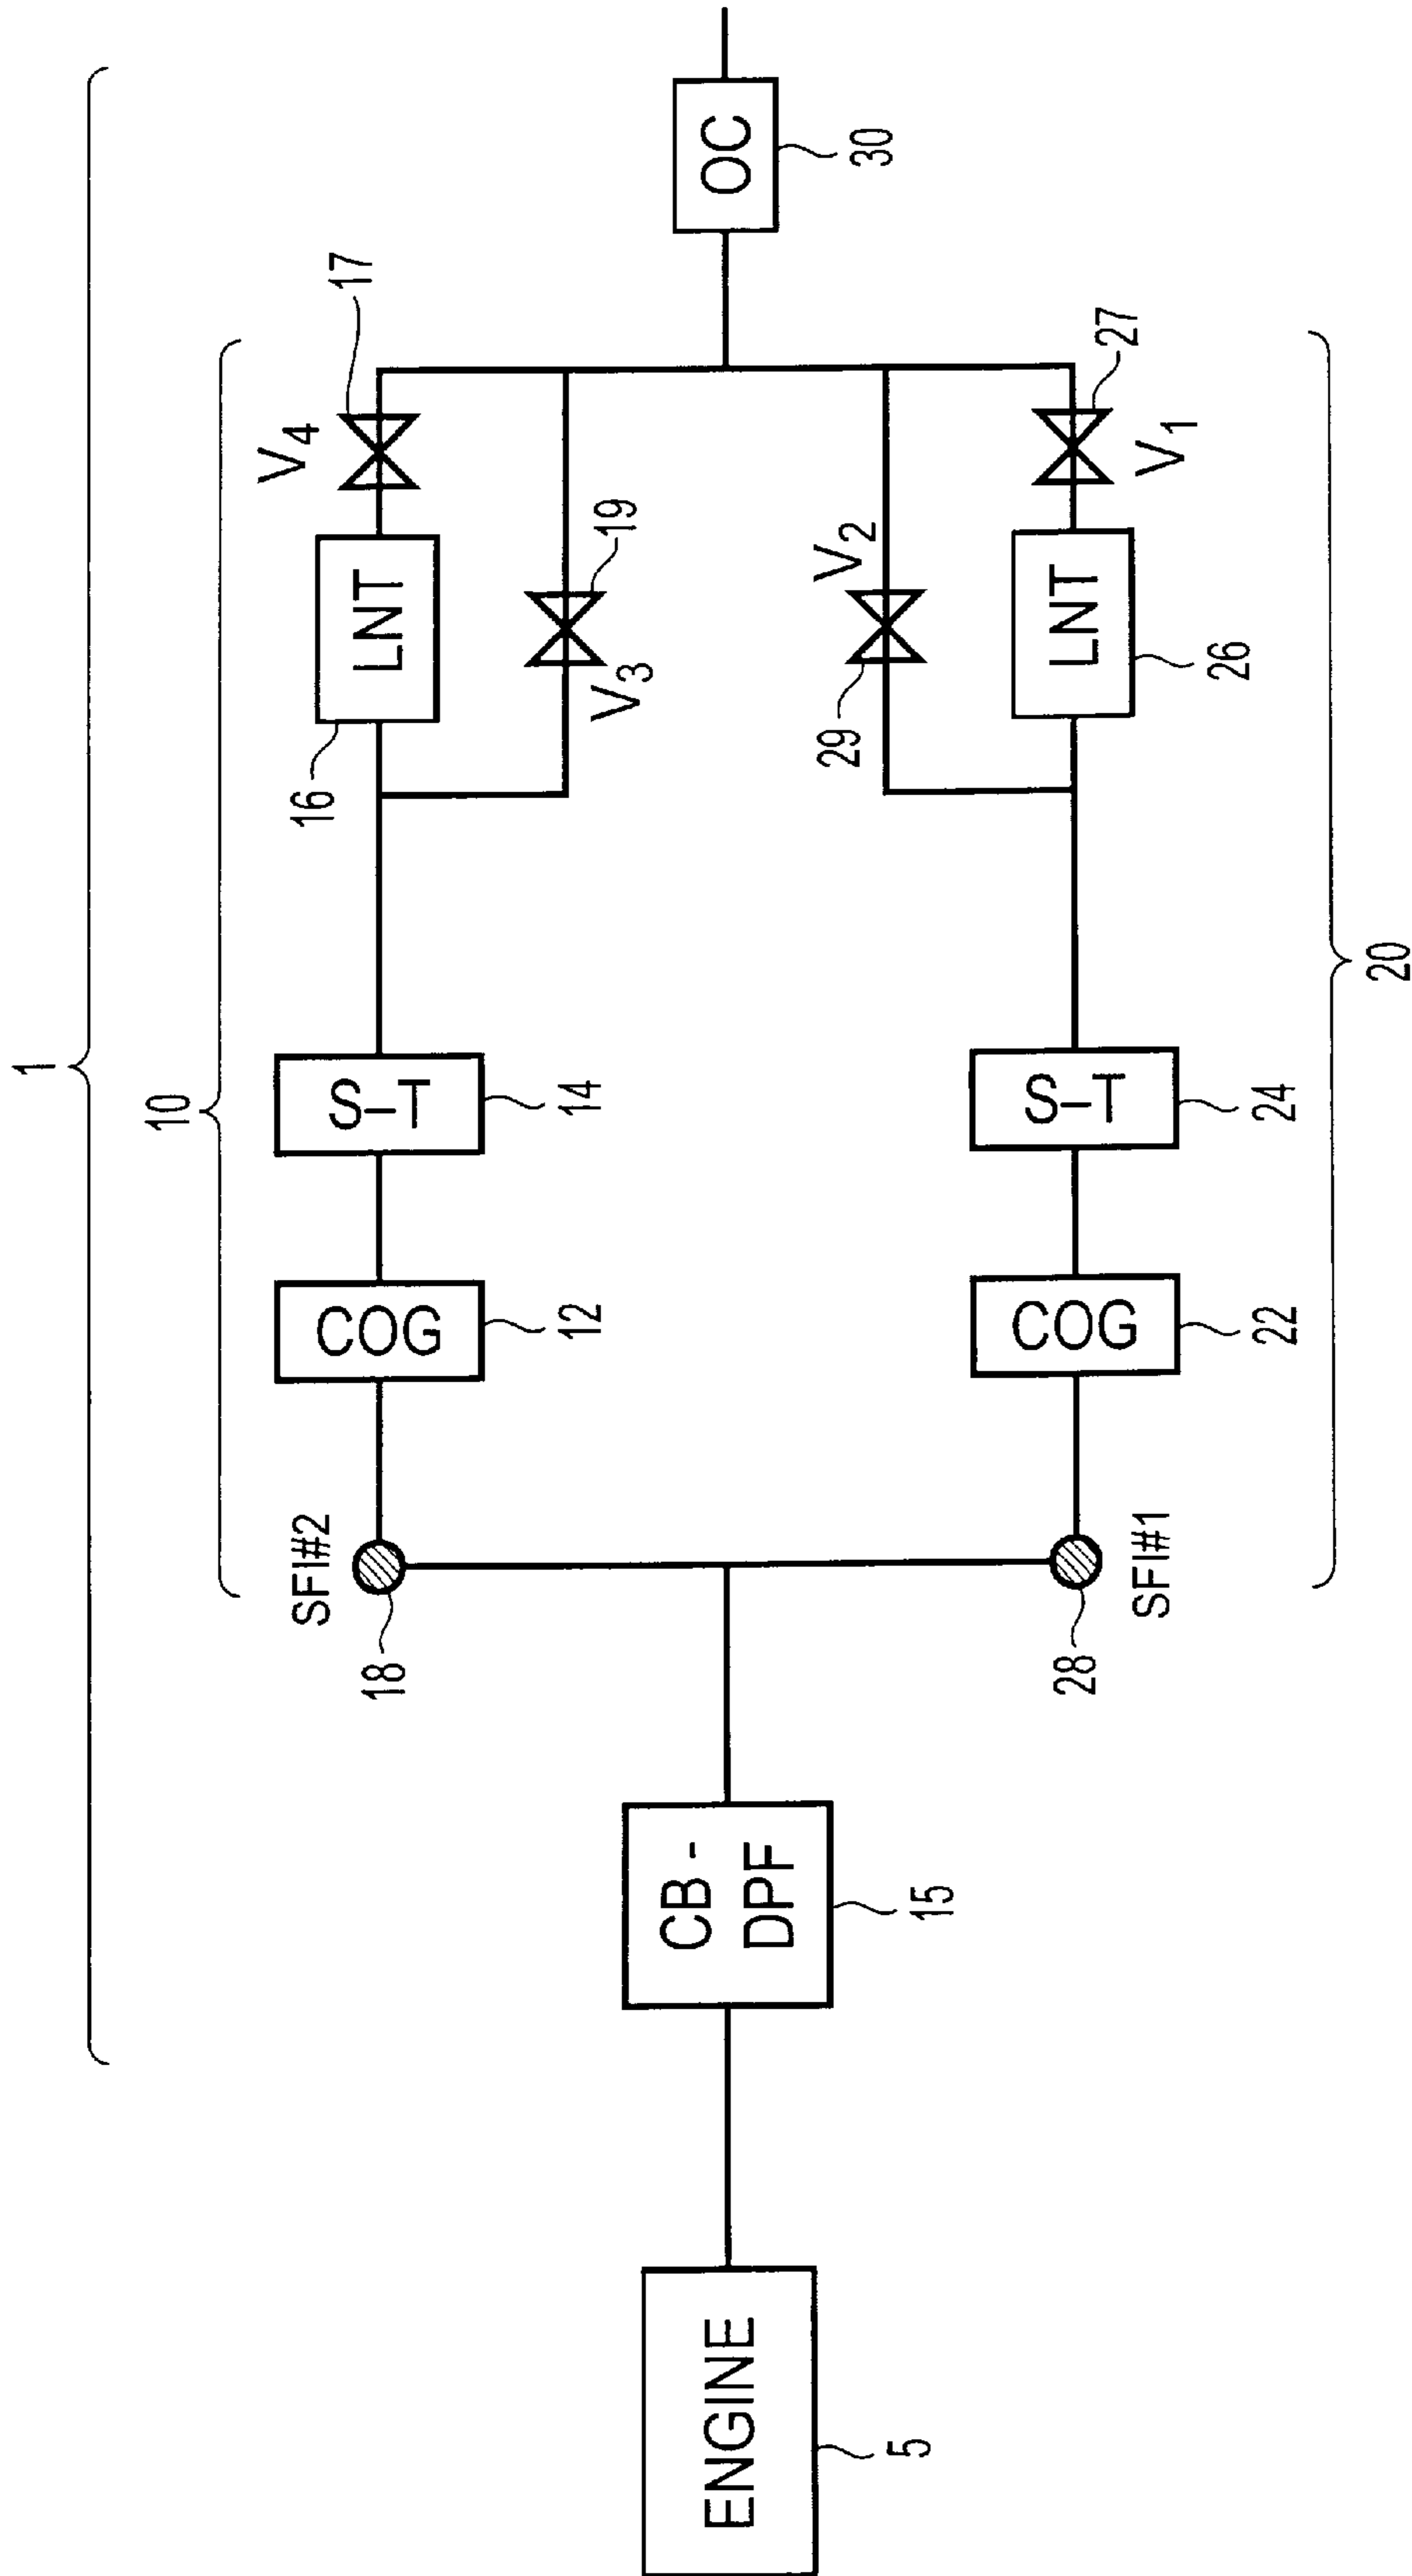 1
10
SFI#2
18
COG
12
S–T
14
LNT
16
V4
17
V3
19
ENGINE
5
CB -
DPF
15
OC
30
V2
29
SFI#1
28
COG
22
S–T
24
LNT
26
V1
27
20